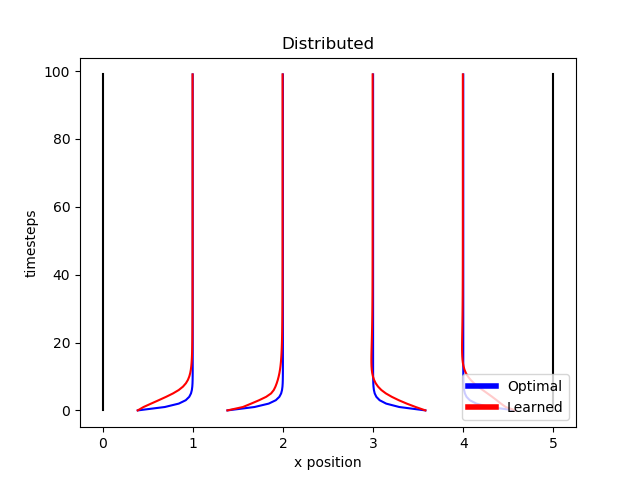 Distributed
100
80
60
40
20
0
timesteps
Optimal
Learned
0 1 2 3 4 5
x position